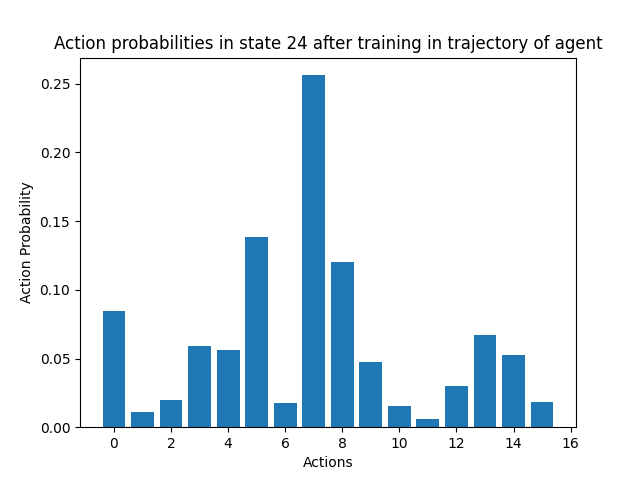 Action probabilities in state 24 after training in trajectory of agent
0.25
0.20
0.15
0.10
0.05
0.00
Action Probability
0 2 4 6 8 10 12 14 16
Actions